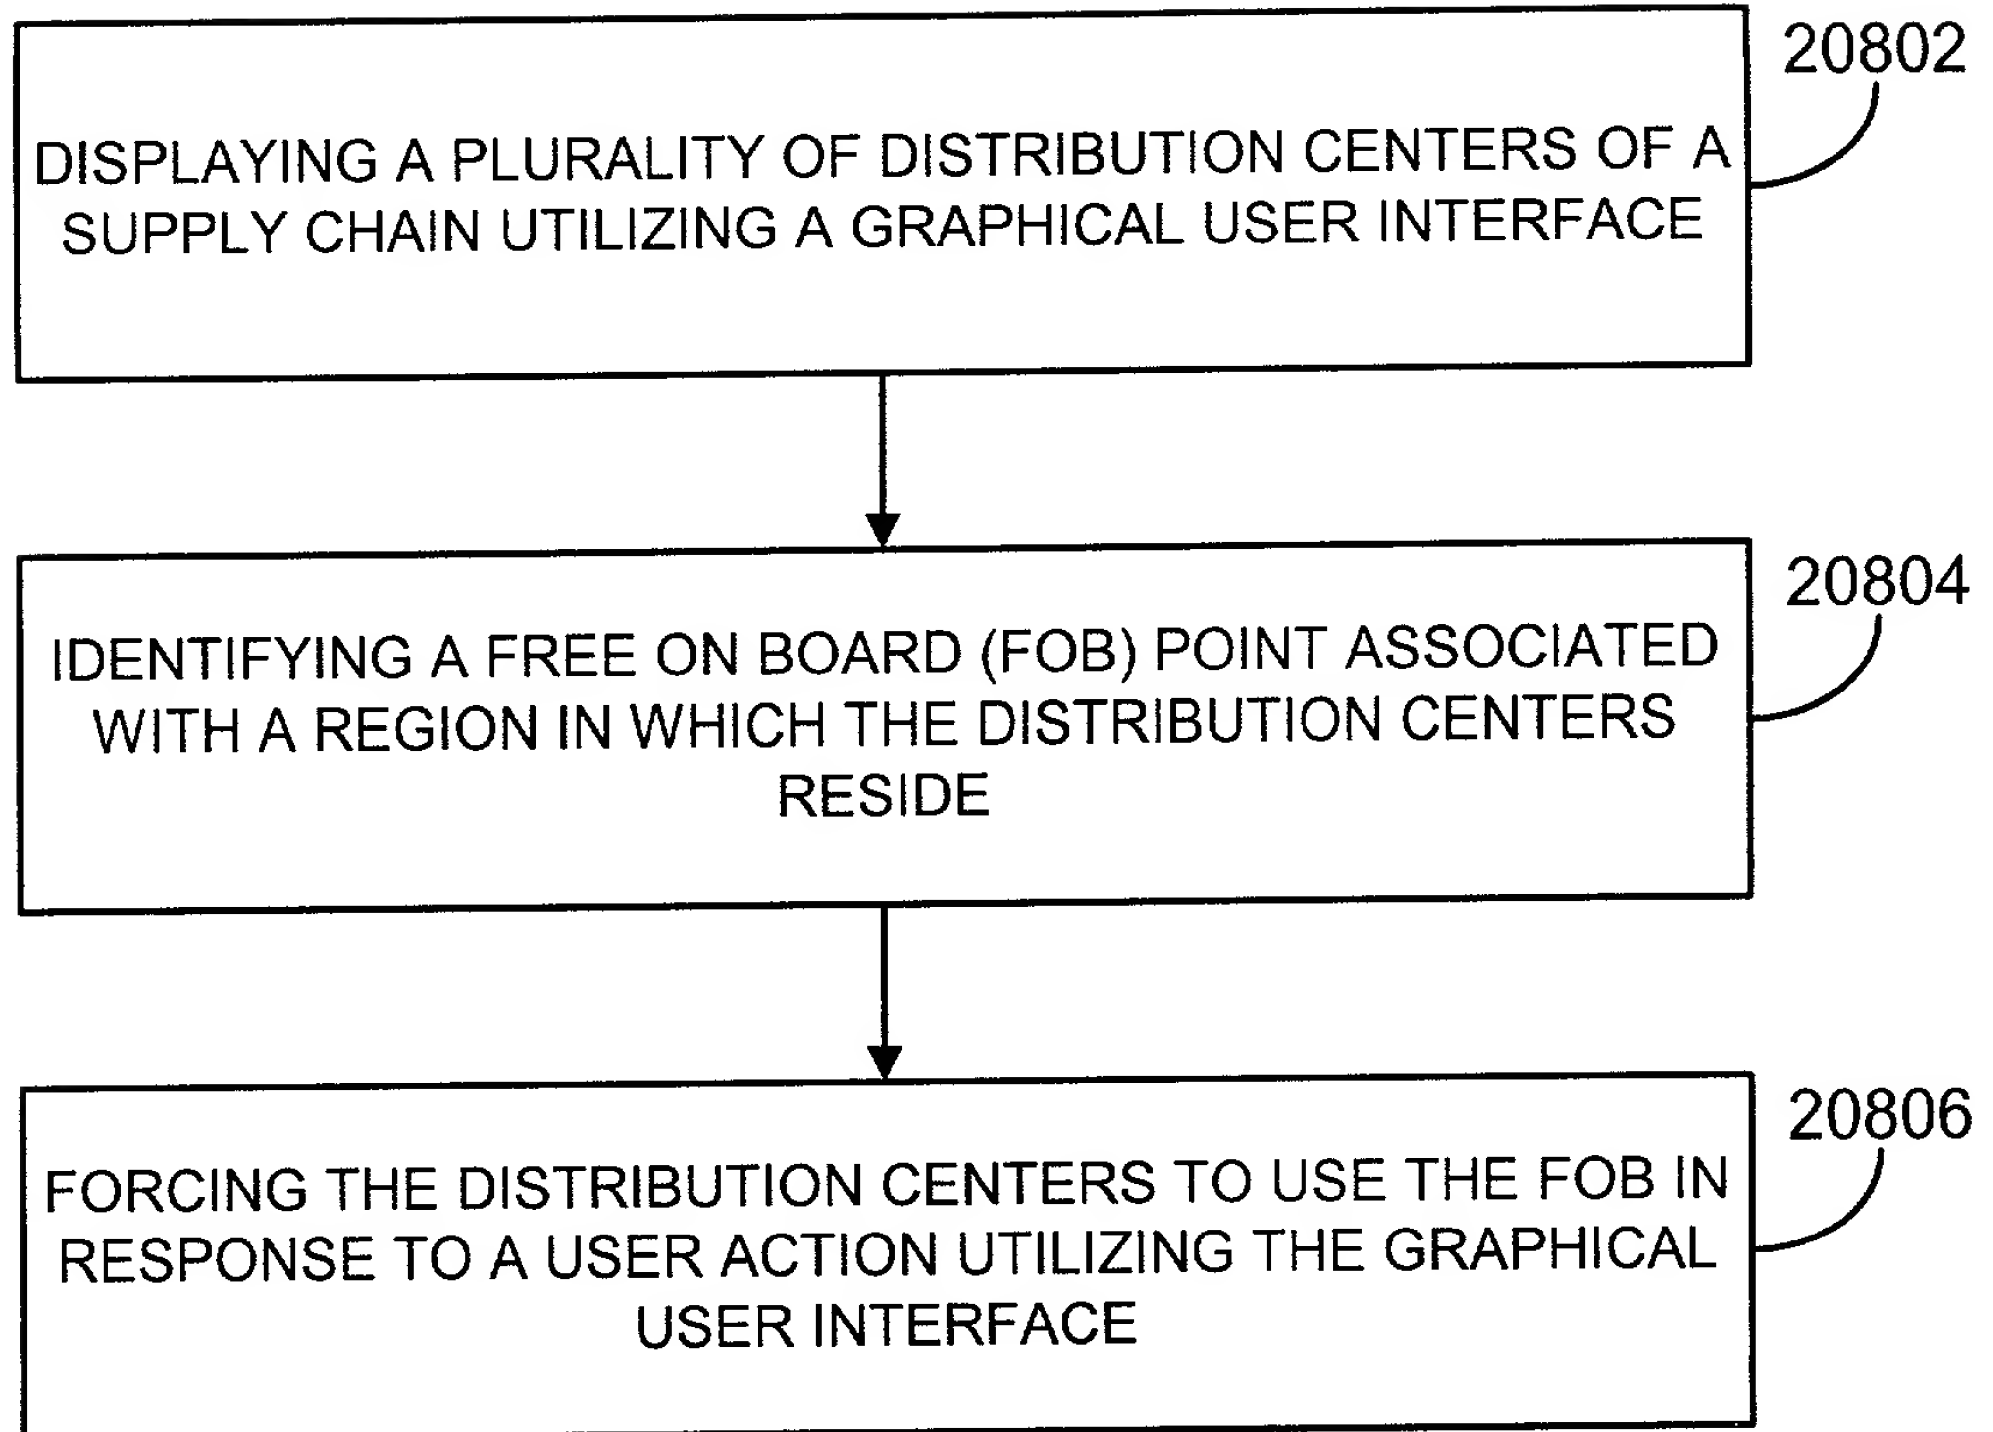 20802
DISPLAYING A PLURALITY OF DISTRIBUTION CENTERS OF A
SUPPLY CHAIN UTILIZING A GRAPHICAL USER INTERFACE
20804
IDENTIFYING A FREE ON BOARD (FOB) POINT ASSOCIATED
WITH A REGION IN WHICH THE DISTRIBUTION CENTERS
RESIDE
20806
FORCING THE DISTRIBUTION CENTERS TO USE THE FOB IN
RESPONSE TO A USER ACTION UTILIZING THE GRAPHICAL
USER INTERFACE